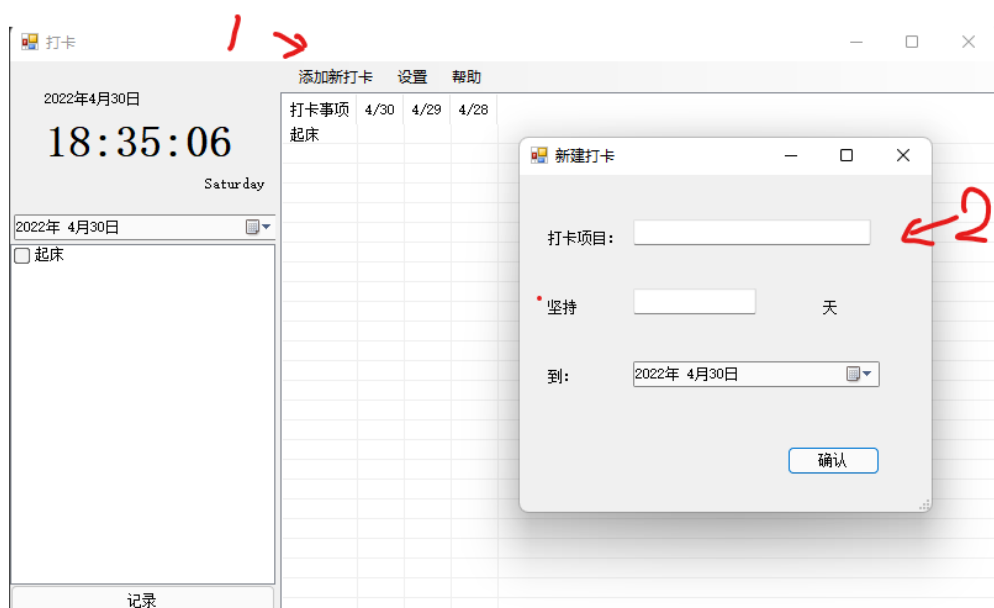 1
打卡
添加新打卡 设置 帮助
2022年4月30日
18:35:06
Saturday
2022年 4月30日
起床
记录
打卡事项 4/30 4/29 4/28
起床
新建打卡
打卡项目：
2
坚持 天
到： 2022年 4月30日
确认